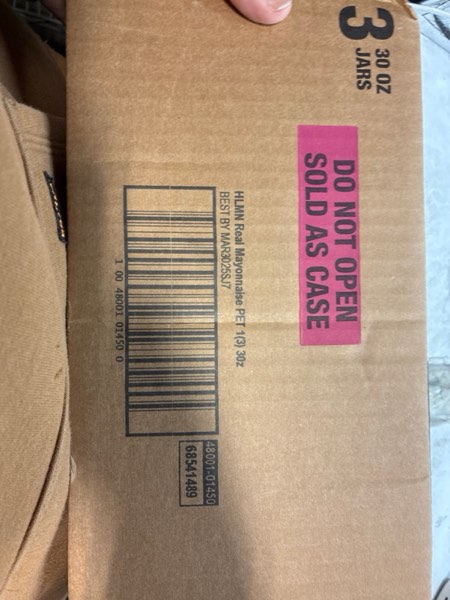 3 30 OZ
JARS
DO NOT OPEN
SOLD AS CASE
HLMN Real Mayonnaise PET 1(3) 30z
BEST BY MAR3025SJ7
1 00 48001 01450 0
48001-01450
68541489